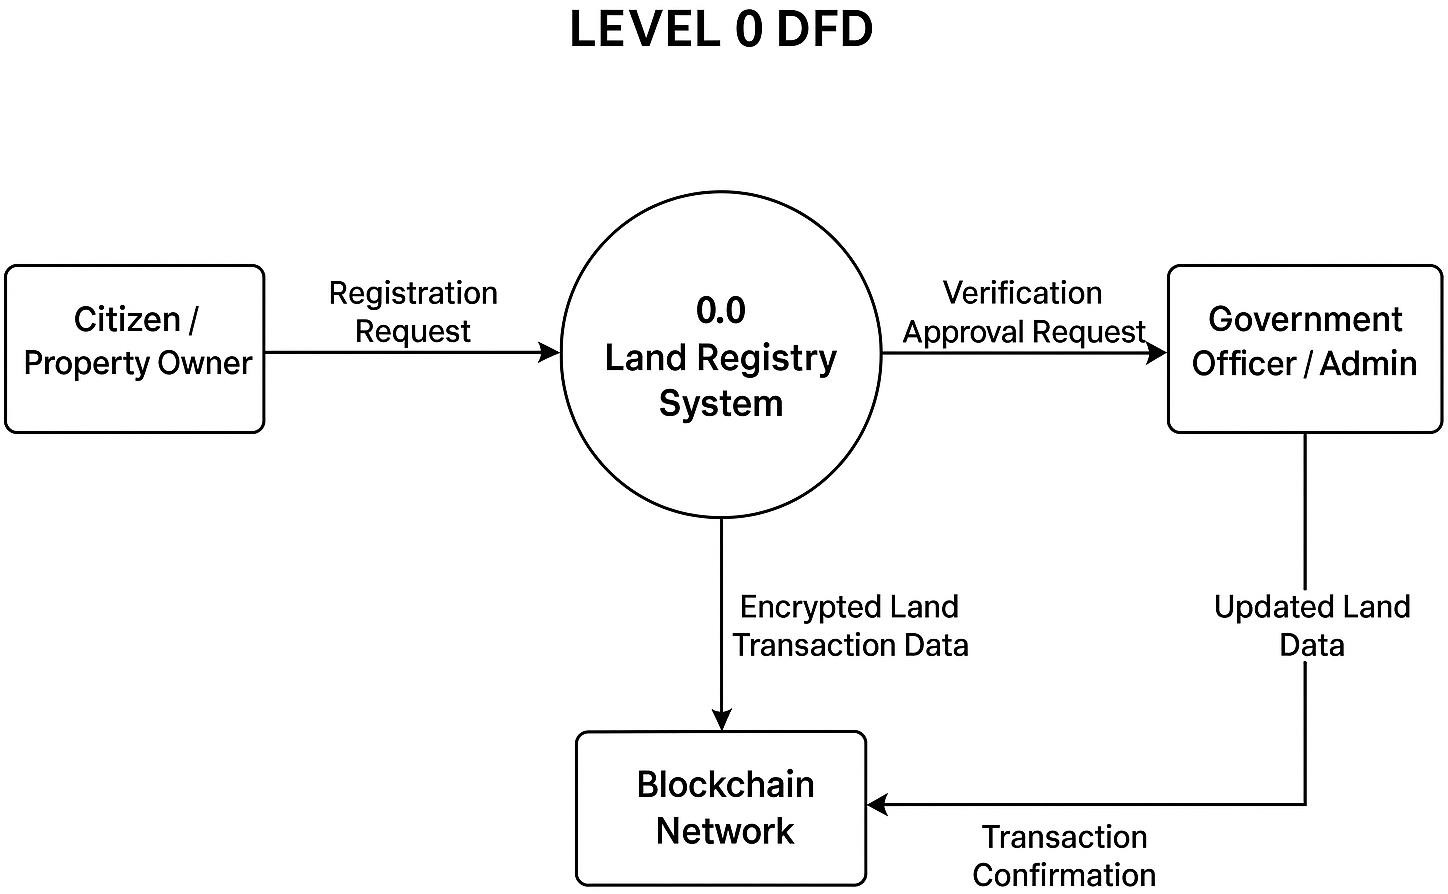 LEVEL 0 DFD
Citizen /
Property Owner
Registration
Request
0.0
Land Registry
System
Verification
Approval Request
Government
Officer / Admin
Encrypted Land
Transaction Data
Updated Land
Data
Blockchain
Network
Transaction
Confirmation